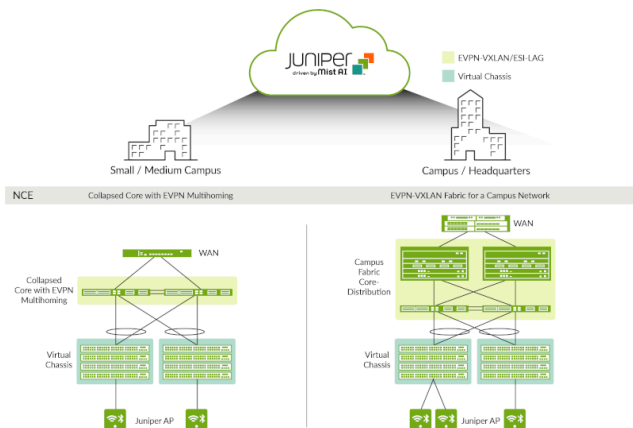 JUNIPER
driven by Mist AI
EVPN-VXLAN/ESI-LAG
Virtual Chassis
Small / Medium Campus
Campus / Headquarters
NCE
Collapsed Core with EVPN Multihoming
EVPN-VXLAN Fabric for a Campus Network
WAN
Collapsed
Core with EVPN
Multihoming
Virtual
Chassis
Juniper AP
WAN
Campus
Fabric
Core-
Distribution
Virtual
Chassis
Juniper AP